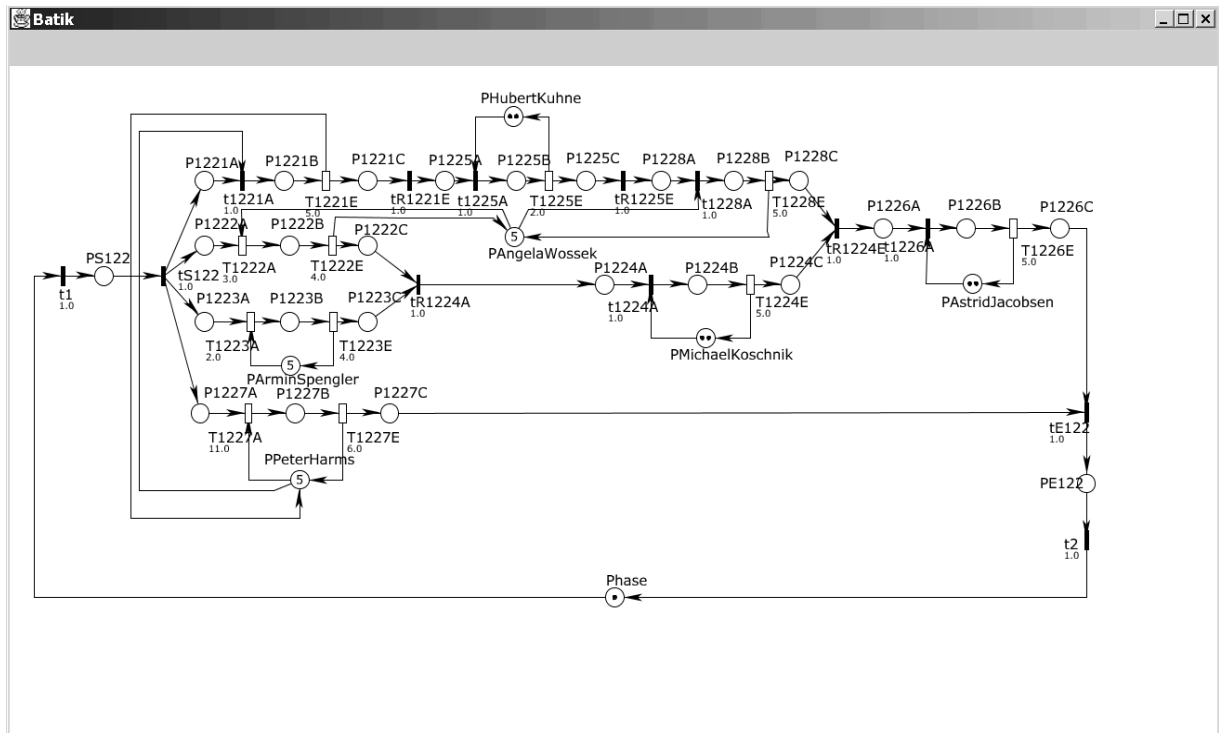 Batik
PHubertKuhne
P1221A P1221B P1221C P1225A P1225B P1225C P1228A P1228B P1228C
t1221A T1221E tR1221E t1225A T1225E tR1225E t1228A T1228E
1.0 5.0 1.0 1.0 2.0 1.0 1.0 5.0
P1222A P1222B P1222C 5 P1226A P1226B P1226C
PAngelaWossek tR1224E t1226A T1226E
1.0 1.0 5.0
PS122 tS122 T1222A T1222E P1224A P1224B P1224C
1.0 3.0 4.0
t1 P1223A P1223B P1223C tR1224A t1224A T1224E PAstridJacobsen
1.0 1.0 1.0 5.0
T1223A T1223E PMichaelKoschnik
2.0 4.0
5
PArminSpengler
P1227A P1227B P1227C
T1227A T1227E tE122
11.0 6.0 1.0
PPeterHarms
5 PE122
t2
1.0
Phase